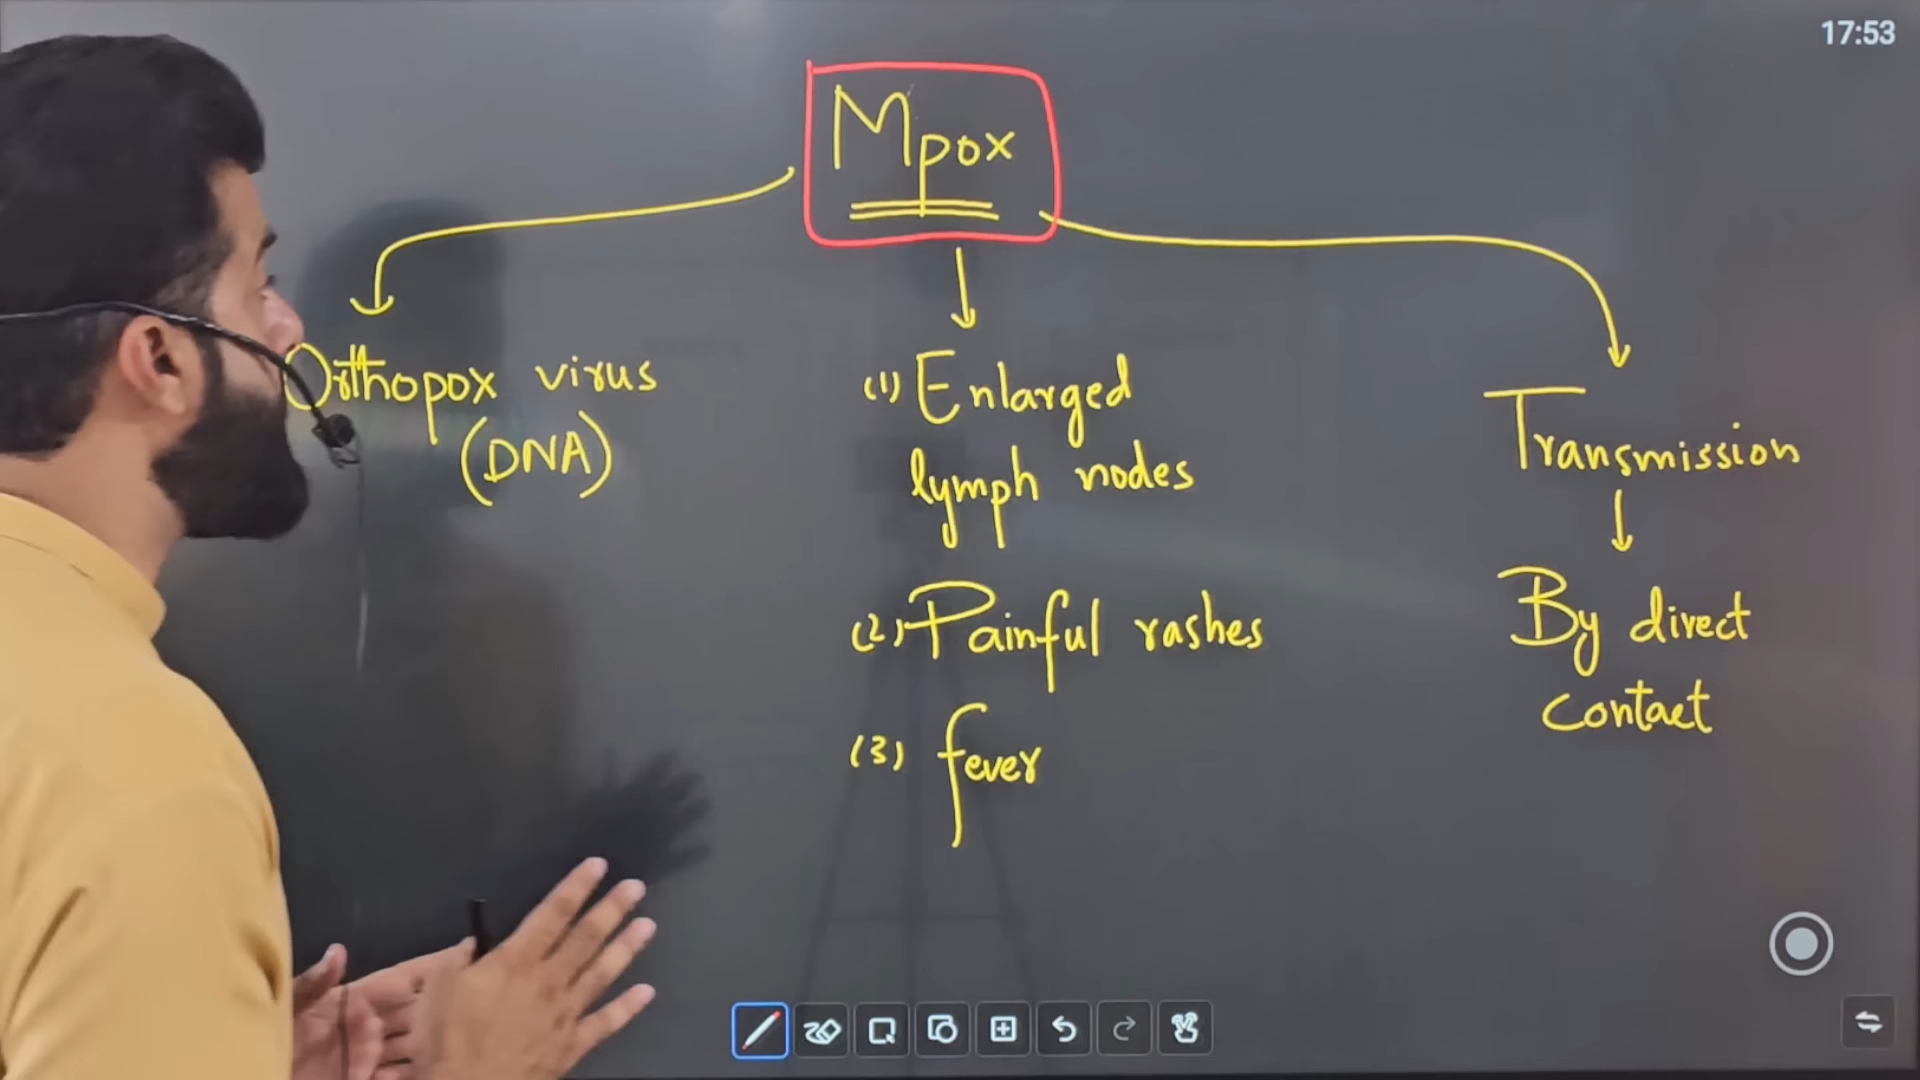 17:53
Mpox
Orthopox virus
(DNA)
(1) Enlarged
lymph nodes
(2) Painful rashes
(3) fever
Transmission
By direct
contact